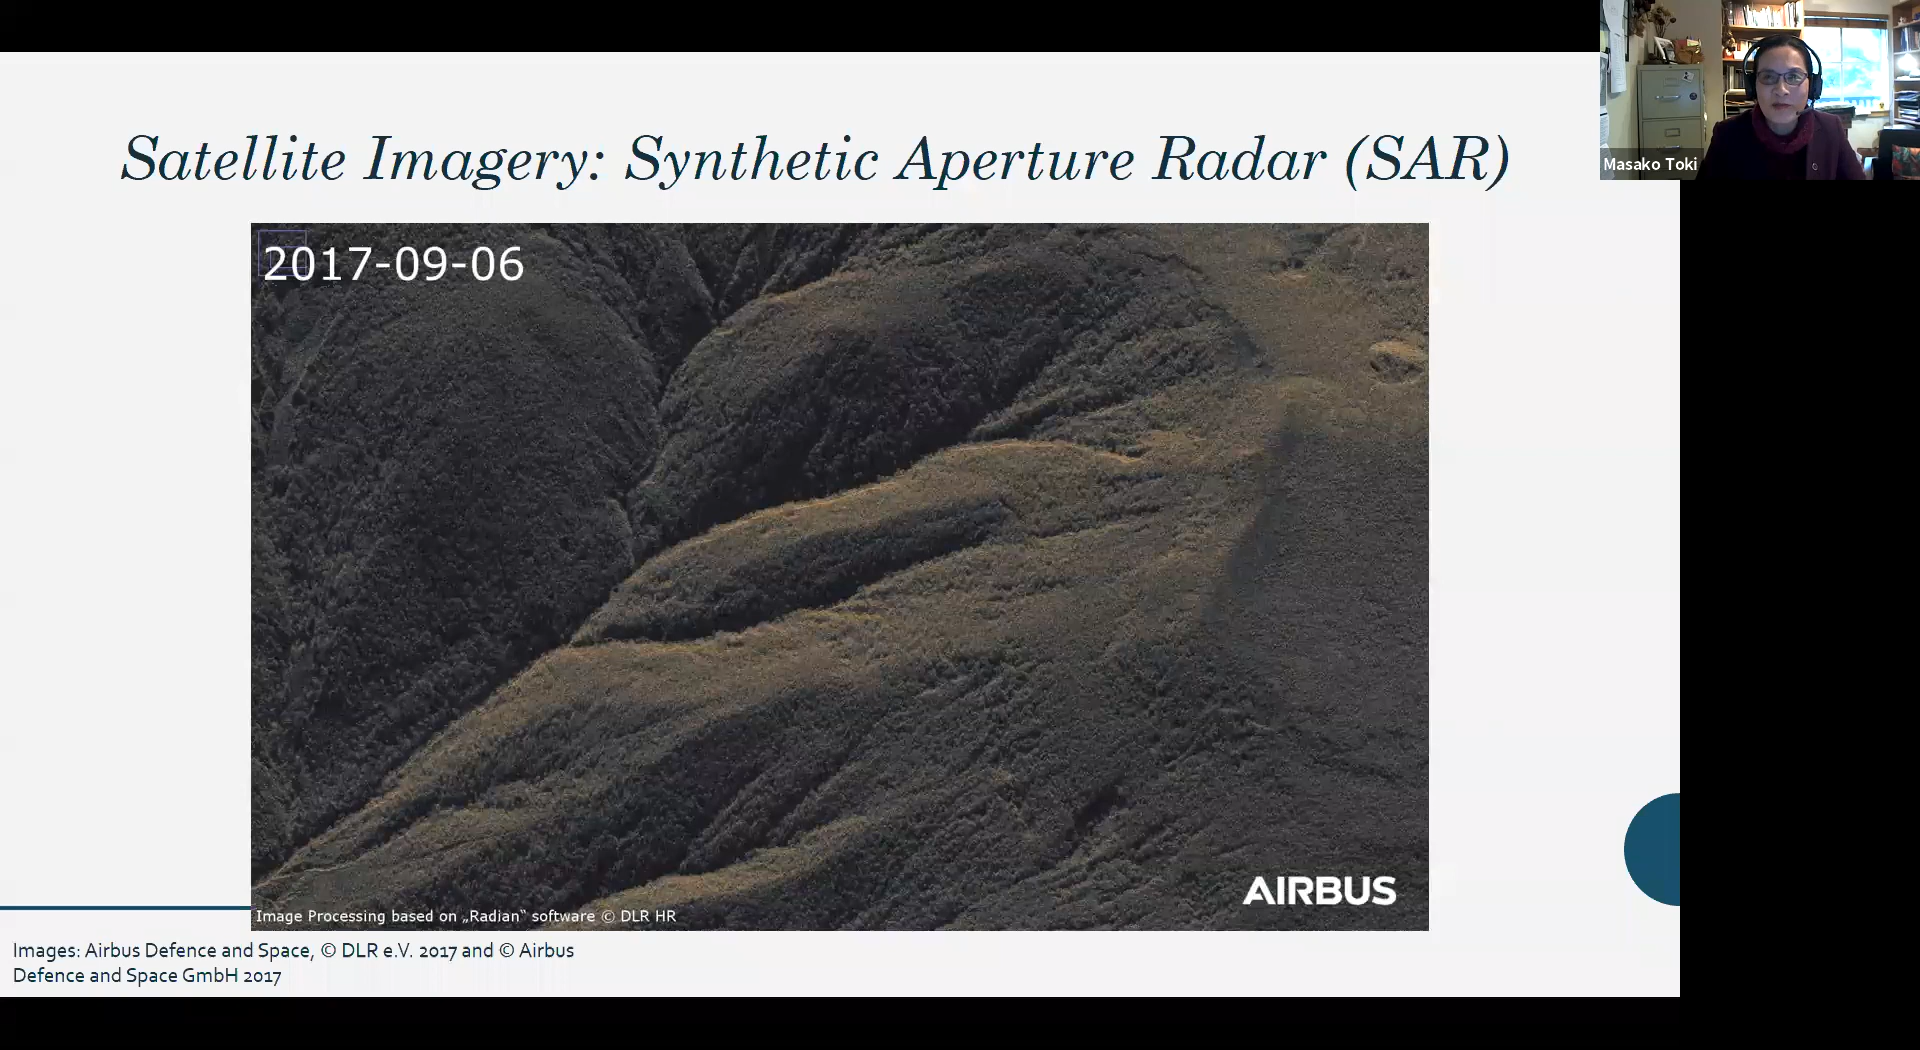 Satellite Imagery: Synthetic Aperture Radar (SAR)
Masako Toki
2017-09-06
AIRBUS
Image Processing based on „Radian“ software © DLR HR
Images: Airbus Defence and Space, © DLR e.V. 2017 and © Airbus
Defence and Space GmbH 2017